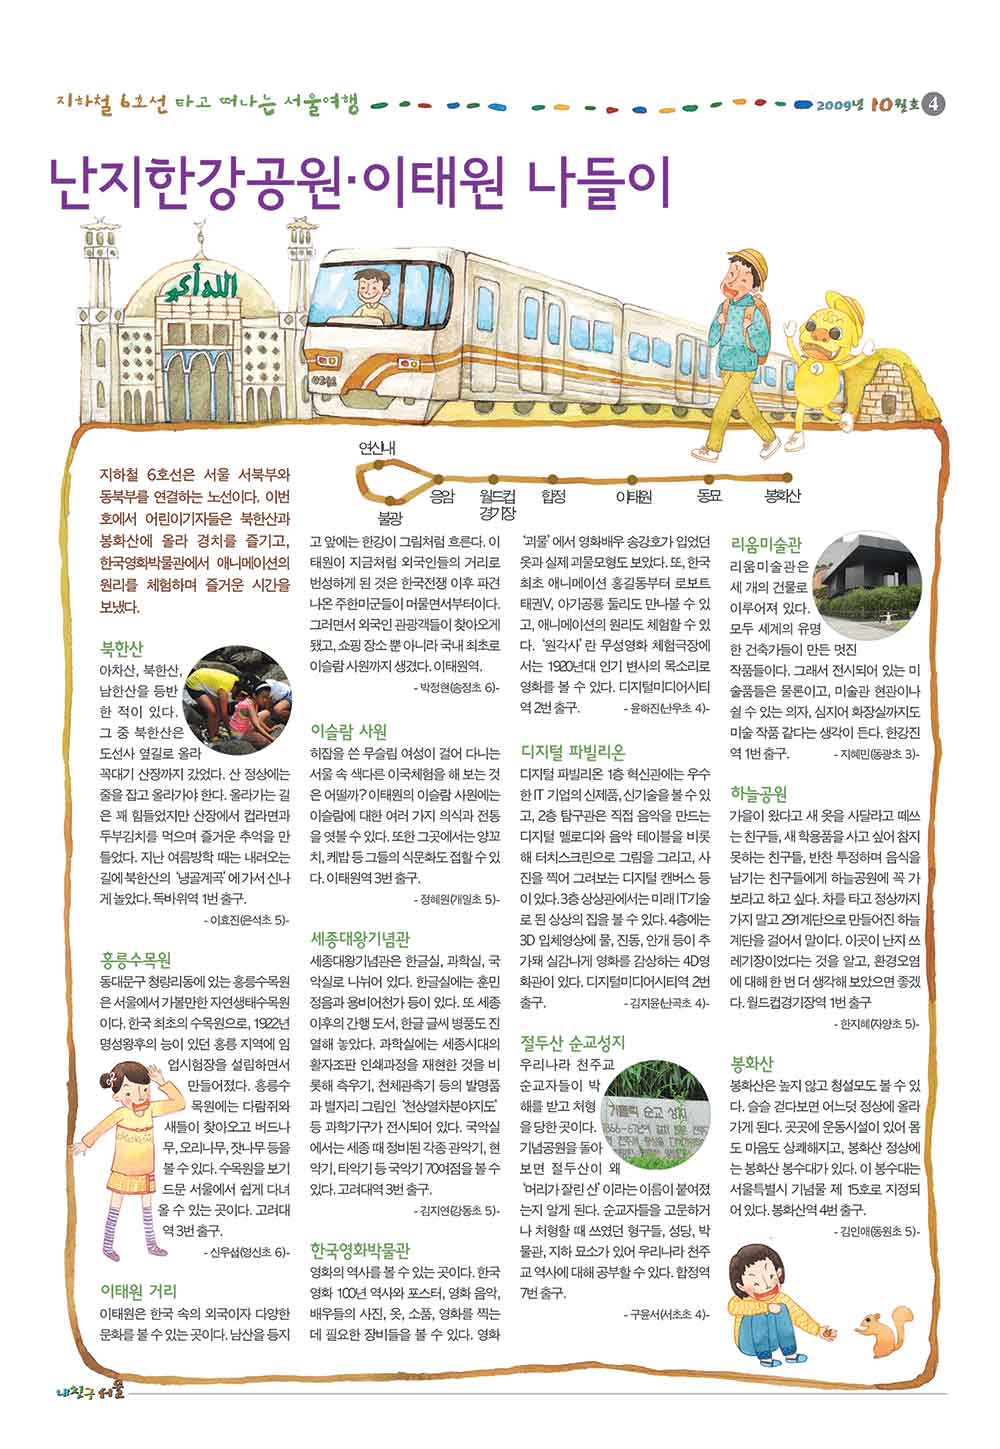 지하철 6호선 타고 떠나는 서울여행
2009년 10월호 4
난지한강공원·이태원 나들이
الله أكبر
연신내
불광
응암
월드컵
경기장
합정
이태원
동묘
봉화산
지하철 6호선은 서울 서북부와
동북부를 연결하는 노선이다. 이번
호에서 어린이기자들은 북한산과
봉화산에 올라 경치를 즐기고,
한국영화박물관에서 애니메이션의
원리를 체험하며 즐거운 시간을
보냈다.
북한산
아차산, 북한산,
남한산을 등반
한 적이 있다.
그 중 북한산은
도선사 옆길로 올라
꼭대기 산장까지 갔었다. 산 정상에는
줄을 잡고 올라가야 한다. 올라가는 길
은 꽤 힘들었지만 산장에서 컵라면과
두부김치를 먹으며 즐거운 추억을 만
들었다. 지난 여름방학 때는 내려오는
길에 북한산의 ‘냉골계곡’에 가서 신나
게 놀았다. 독바위역 1번 출구.
- 이효진(은석초 5)-
홍릉수목원
동대문구 청량리동에 있는 홍릉수목원
은 서울에서 가볼만한 자연생태수목원
이다. 한국 최초의 수목원으로, 1922년
명성왕후의 능이 있던 홍릉 지역에 임
업시험장을 설립하면서
만들어졌다. 홍릉수
목원에는 다람쥐와
새들이 찾아오고 버드나
무, 오리나무, 잣나무 등을
볼 수 있다. 수목원을 보기
드문 서울에서 쉽게 다녀
올 수 있는 곳이다. 고려대
역 3번 출구.
- 신우섭(영신초 6)-
이태원 거리
이태원은 한국 속의 외국이자 다양한
문화를 볼 수 있는 곳이다. 남산을 등지
고 앞에는 한강이 그림처럼 흐른다. 이
태원이 지금처럼 외국인들의 거리로
번성하게 된 것은 한국전쟁 이후 파견
나온 주한미군들이 머물면서부터이다.
그러면서 외국인 관광객들이 찾아오게
됐고, 쇼핑 장소 뿐 아니라 국내 최초로
이슬람 사원까지 생겼다. 이태원역.
- 박정현(송정초 6)-
이슬람 사원
히잡을 쓴 무슬림 여성이 걸어 다니는
서울 속 색다른 이국체험을 해 보는 것
은 어떨까? 이태원의 이슬람 사원에는
이슬람에 대한 여러 가지 의식과 전통
을 엿볼 수 있다. 또한 그곳에서는 양꼬
치, 케밥 등 그들의 식문화도 접할 수 있
다. 이태원역 3번 출구.
- 정혜원(개일초 5)-
세종대왕기념관
세종대왕기념관은 한글실, 과학실, 국
악실로 나뉘어 있다. 한글실에는 훈민
정음과 용비어천가 등이 있다. 또 세종
이후의 간행 도서, 한글 글씨 병풍도 진
열해 놓았다. 과학실에는 세종시대의
활자조판 인쇄과정을 재현한 것을 비
롯해 측우기, 천체관측기 등의 발명품
과 별자리 그림인 ‘천상열차분야지도’
등 과학기구가 전시되어 있다. 국악실
에서는 세종 때 정비된 각종 관악기, 현
악기, 타악기 등 국악기 70여점을 볼 수
있다. 고려대역 3번 출구.
- 김지연(강동초 5)-
한국영화박물관
영화의 역사를 볼 수 있는 곳이다. 한국
영화 100년 역사와 포스터, 영화 음악,
배우들의 사진, 옷, 소품, 영화를 찍는
데 필요한 장비들을 볼 수 있다. 영화
‘괴물’에서 영화배우 송강호가 입었던
옷과 실제 괴물모형도 보았다. 또, 한국
최초 애니메이션 홍길동부터 로보트
태권V, 아기공룡 둘리도 만나볼 수 있
고, 애니메이션의 원리도 체험할 수 있
다. ‘원각사’란 무성영화 체험극장에
서는 1920년대 인기 변사의 목소리로
영화를 볼 수 있다. 디지털미디어시티
역 2번 출구. - 윤하진(난우초 4)-
디지털 파빌리온
디지털 파빌리온 1층 혁신관에는 우수
한 IT 기업의 신제품, 신기술을 볼 수 있
고, 2층 탐구관은 직접 음악을 만드는
디지털 멜로디와 음악 테이블을 비롯
해 터치스크린으로 그림을 그리고, 사
진을 찍어 그려보는 디지털 캔버스 등
이 있다. 3층 상상관에서는 미래 IT기술
로 된 상상의 집을 볼 수 있다. 4층에는
3D 입체영상에 물, 진동, 안개 등이 추
가돼 실감나게 영화를 감상하는 4D영
화관이 있다. 디지털미디어시티역 2번
출구. - 김지윤(난곡초 4)-
절두산 순교성지
우리나라 천주교
순교자들이 박
해를 받고 처형
을 당한 곳이다.
기념공원을 돌아
보면 절두산이 왜
‘머리가 잘린 산’이라는 이름이 붙여졌
는지 알게 된다. 순교자들을 고문하거
나 처형할 때 쓰였던 형구들, 성당, 박
물관, 지하 묘소가 있어 우리나라 천주
교 역사에 대해 공부할 수 있다. 합정역
7번 출구.
- 구윤서(서초초 4)-
가톨릭 순교 성지
리움미술관
리움미술관은
세 개의 건물로
이루어져 있다.
모두 세계의 유명
한 건축가들이 만든 멋진
작품들이다. 그래서 전시되어 있는 미
술품들은 물론이고, 미술관 현관이나
쉴 수 있는 의자, 심지어 화장실까지도
미술 작품 같다는 생각이 든다. 한강진
역 1번 출구. - 지혜민(동광초 3)-
하늘공원
가을이 왔다고 새 옷을 사달라고 떼쓰
는 친구들, 새 학용품을 사고 싶어 참지
못하는 친구들, 반찬 투정하며 음식을
남기는 친구들에게 하늘공원에 꼭 가
보라고 하고 싶다. 차를 타고 정상까지
가지 말고 291계단으로 만들어진 하늘
계단을 걸어서 말이다. 이곳이 난지 쓰
레기장이었다는 것을 알고, 환경오염
에 대해 한 번 더 생각해 보았으면 좋겠
다. 월드컵경기장역 1번 출구
- 한지혜(자양초 5)-
봉화산
봉화산은 높지 않고 청설모도 볼 수 있
다. 슬슬 걷다보면 어느덧 정상에 올라
가게 된다. 곳곳에 운동시설이 있어 몸
도 마음도 상쾌해지고, 봉화산 정상에
는 봉화산 봉수대가 있다. 이 봉수대는
서울특별시 기념물 제 15호로 지정되
어 있다. 봉화산역 4번 출구.
- 김인애(동원초 5)-
내친구 서울